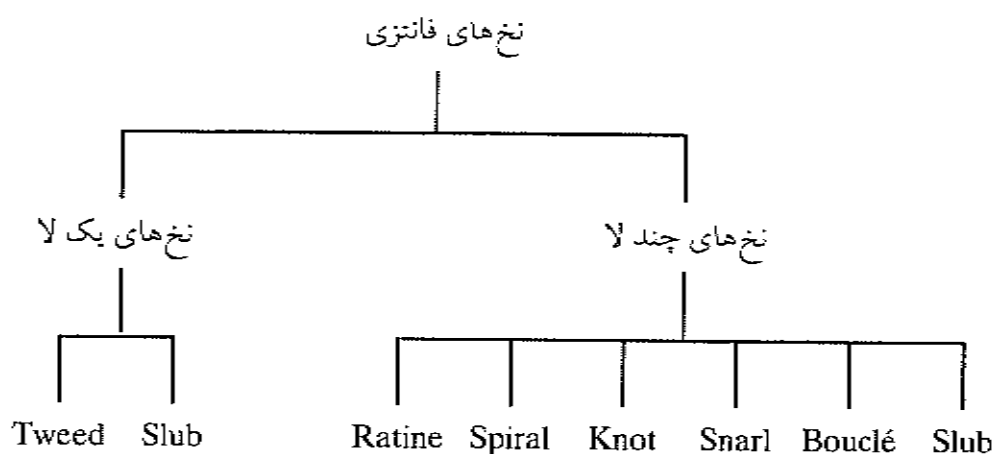 نخ‌های فانتزی
نخ‌های چند لا
نخ‌های یک لا
Tweed Slub Ratine Spiral Knot Snarl Bouclé Slub